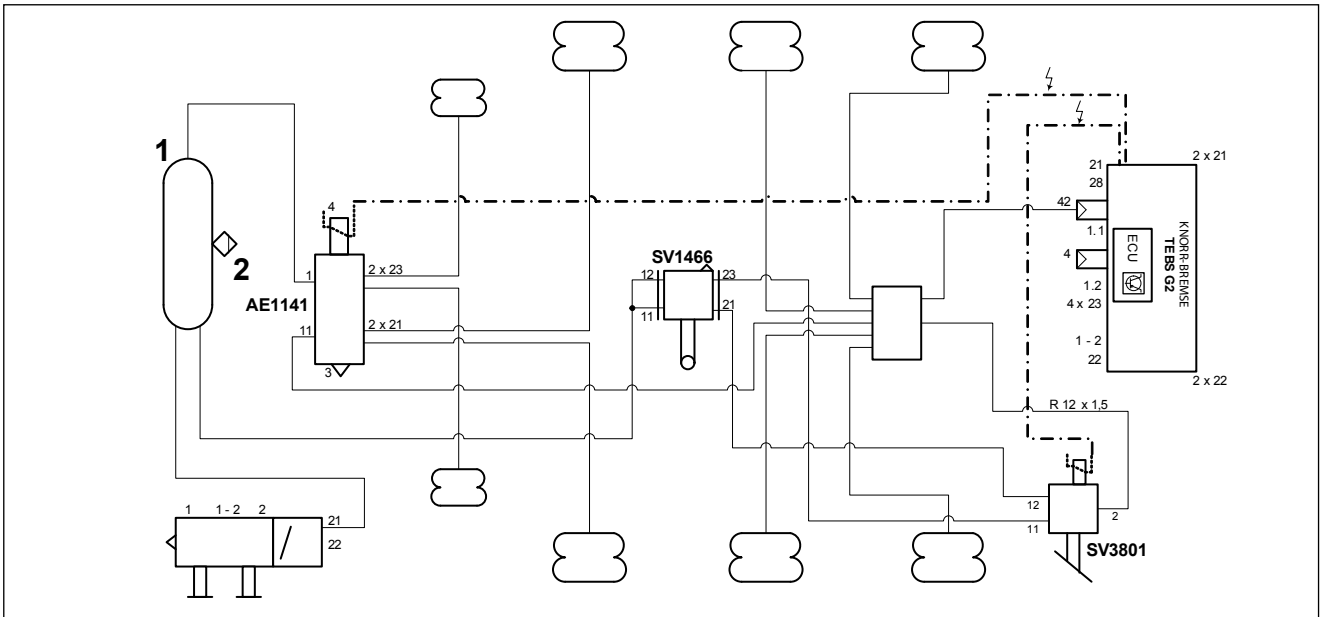 1
2
4
1
2 x 23
AE1141
11
2 x 21
3
SV1466
12
23
11
21
1
1 - 2
2
21
22
21
2 x 21
28
42
1.1
4
1.2
4 x 23
1 - 2
22
2 x 22
ECU
KNORR-BREMSE
TEBS G2
R 12 x 1,5
12
2
11
SV3801